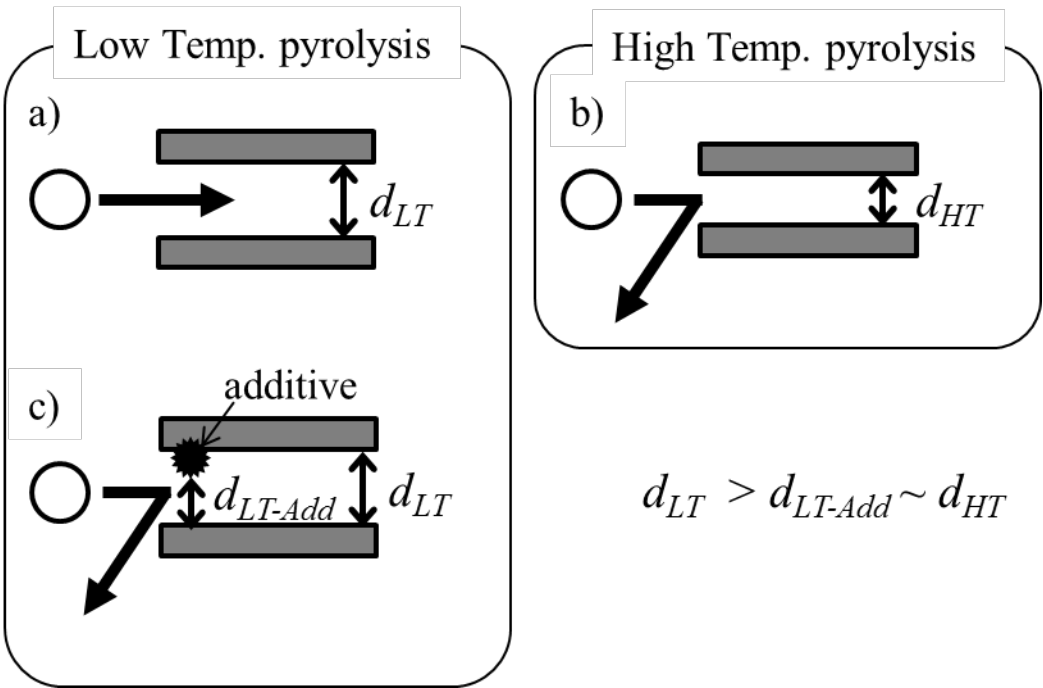 Low Temp. pyrolysis
a)
d_LT
c)
additive
d_LT-Add
d_LT
High Temp. pyrolysis
b)
d_HT
d_LT > d_LT-Add ~ d_HT